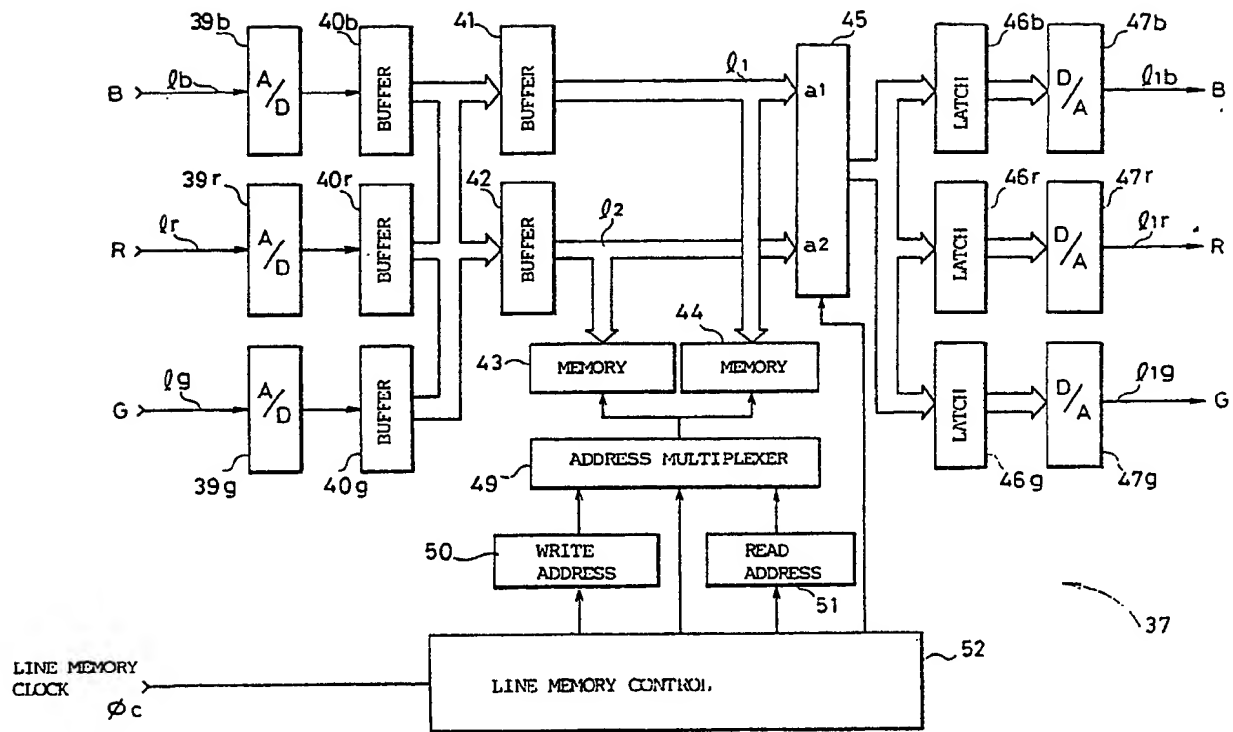 39b 40b 41 45 46b 47b
B ℓb A/D BUFFER BUFFER ℓ1 a1 LATCH D/A ℓ1b B
39r 40r 42 46r 47r
R ℓr A/D BUFFER BUFFER ℓ2 a2 LATCH D/A ℓ1r R
43 MEMORY 44 MEMORY
G ℓg A/D BUFFER LATCH D/A ℓ1g G
39g 40g 46g 47g
49 ADDRESS MULTIPLEXER
50 WRITE ADDRESS
READ ADDRESS 51
37
52
LINE MEMORY
CLOCK
øc
LINE MEMORY CONTROL